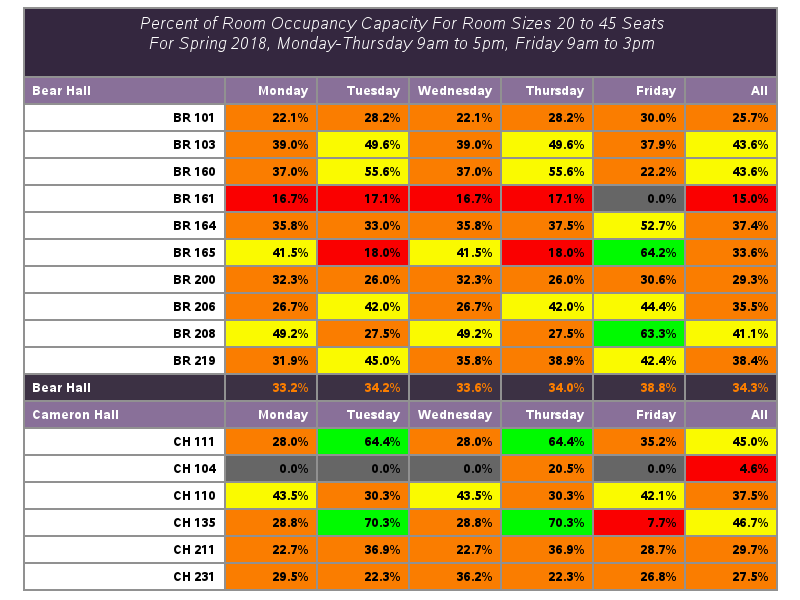 Percent of Room Occupancy Capacity For Room Sizes 20 to 45 Seats
For Spring 2018, Monday-Thursday 9am to 5pm, Friday 9am to 3pm
Bear Hall Monday Tuesday Wednesday Thursday Friday All
BR 101 22.1% 28.2% 22.1% 28.2% 30.0% 25.7%
BR 103 39.0% 49.6% 39.0% 49.6% 37.9% 43.6%
BR 160 37.0% 55.6% 37.0% 55.6% 22.2% 43.6%
BR 161 16.7% 17.1% 16.7% 17.1% 0.0% 15.0%
BR 164 35.8% 33.0% 35.8% 37.5% 52.7% 37.4%
BR 165 41.5% 18.0% 41.5% 18.0% 64.2% 33.6%
BR 200 32.3% 26.0% 32.3% 26.0% 30.6% 29.3%
BR 206 26.7% 42.0% 26.7% 42.0% 44.4% 35.5%
BR 208 49.2% 27.5% 49.2% 27.5% 63.3% 41.1%
BR 219 31.9% 45.0% 35.8% 38.9% 42.4% 38.4%
Bear Hall 33.2% 34.2% 33.6% 34.0% 38.8% 34.3%
Cameron Hall Monday Tuesday Wednesday Thursday Friday All
CH 111 28.0% 64.4% 28.0% 64.4% 35.2% 45.0%
CH 104 0.0% 0.0% 0.0% 20.5% 0.0% 4.6%
CH 110 43.5% 30.3% 43.5% 30.3% 42.1% 37.5%
CH 135 28.8% 70.3% 28.8% 70.3% 7.7% 46.7%
CH 211 22.7% 36.9% 22.7% 36.9% 28.7% 29.7%
CH 231 29.5% 22.3% 36.2% 22.3% 26.8% 27.5%